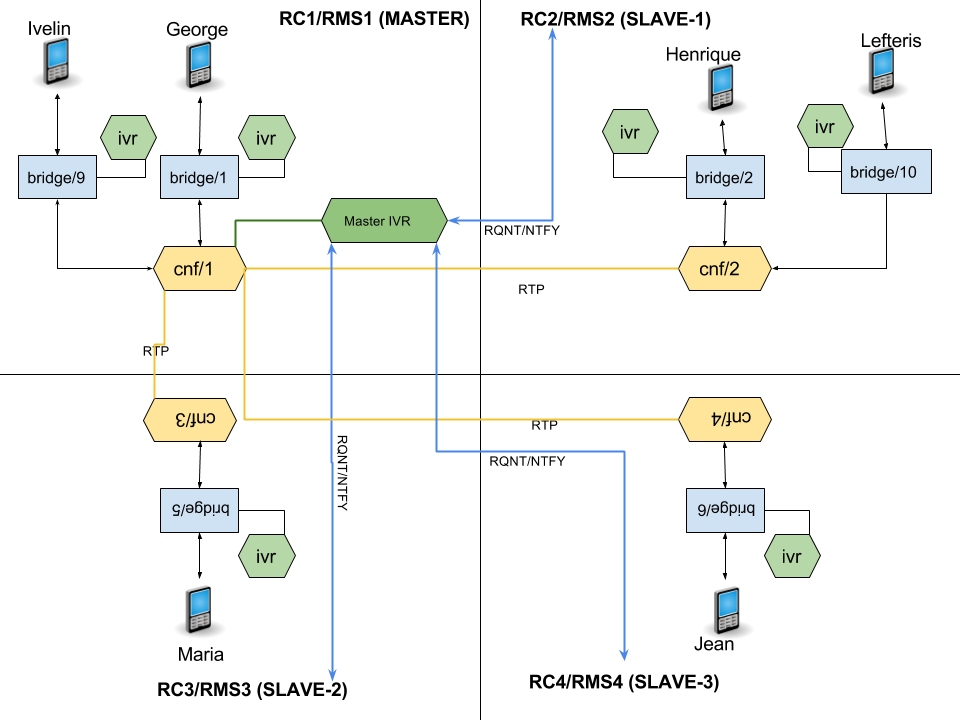 RC1/RMS1 (MASTER)
RC2/RMS2 (SLAVE-1)
Ivelin
George
Henrique
Lefteris
ivr
ivr
ivr
ivr
bridge/9
bridge/1
bridge/2
bridge/10
Master IVR
RQNT/NTFY
cnf/1
cnf/2
RTP
RTP
cnf/3
cnf/4
RTP
RQNT/NTFY
RQNT/NTFY
bridge/5
bridge/6
ivr
ivr
Maria
Jean
RC3/RMS3 (SLAVE-2)
RC4/RMS4 (SLAVE-3)